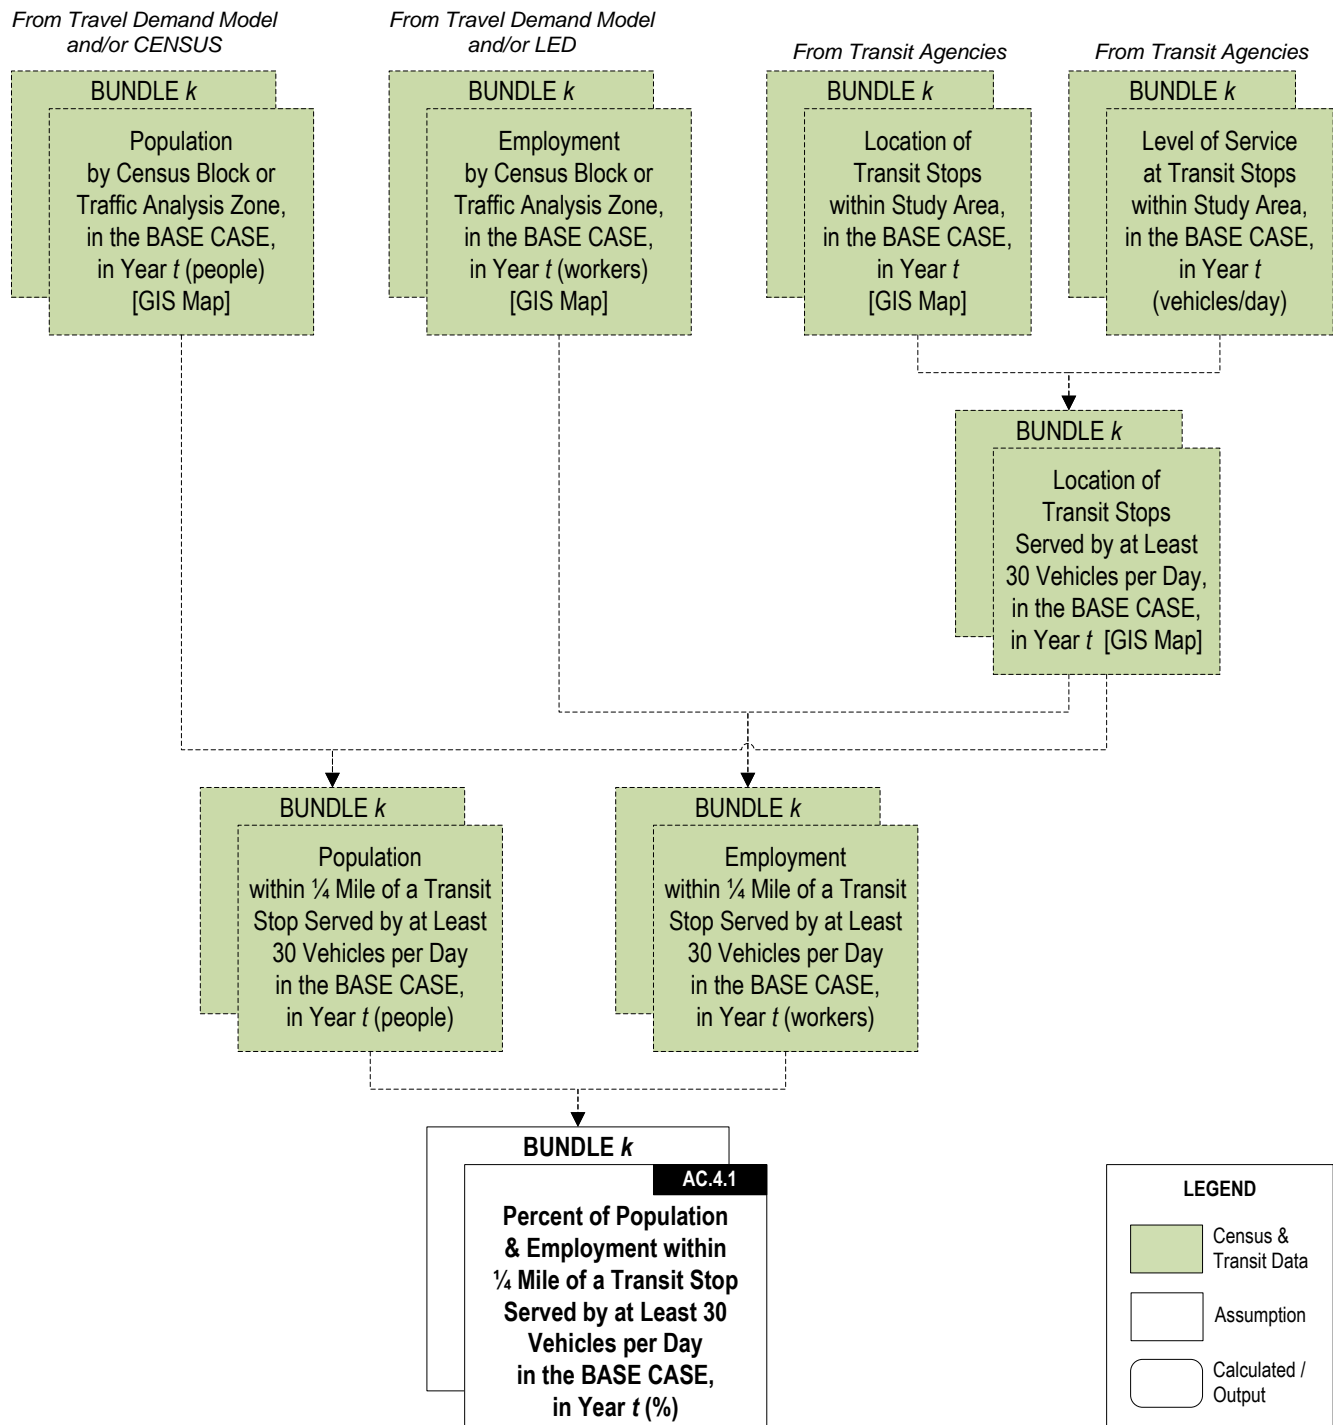 From Travel Demand Model
and/or CENSUS
From Travel Demand Model
and/or LED
From Transit Agencies
From Transit Agencies
BUNDLE k
Population
by Census Block or
Traffic Analysis Zone,
in the BASE CASE,
in Year t (people)
[GIS Map]
BUNDLE k
Employment
by Census Block or
Traffic Analysis Zone,
in the BASE CASE,
in Year t (workers)
[GIS Map]
BUNDLE k
Location of
Transit Stops
within Study Area,
in the BASE CASE,
in Year t
[GIS Map]
BUNDLE k
Level of Service
at Transit Stops
within Study Area,
in the BASE CASE,
in Year t
(vehicles/day)
BUNDLE k
Location of
Transit Stops
Served by at Least
30 Vehicles per Day,
in the BASE CASE,
in Year t [GIS Map]
BUNDLE k
Population
within ¼ Mile of a Transit
Stop Served by at Least
30 Vehicles per Day
in the BASE CASE,
in Year t (people)
BUNDLE k
Employment
within ¼ Mile of a Transit
Stop Served by at Least
30 Vehicles per Day
in the BASE CASE,
in Year t (workers)
BUNDLE k
AC.4.1
Percent of Population
& Employment within
¼ Mile of a Transit Stop
Served by at Least 30
Vehicles per Day
in the BASE CASE,
in Year t (%)
LEGEND
Census &
Transit Data
Assumption
Calculated /
Output